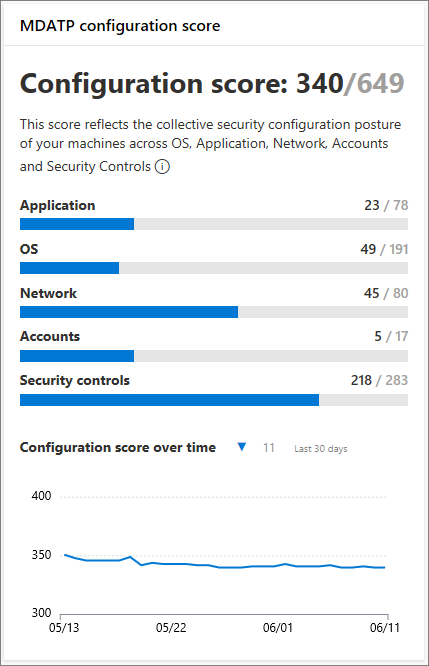 MDATP configuration score
Configuration score: 340/649
This score reflects the collective security configuration posture
of your machines across OS, Application, Network, Accounts
and Security Controls
Application 23 / 78
OS 49 / 191
Network 45 / 80
Accounts 5 / 17
Security controls 218 / 283
Configuration score over time ▼ 11 Last 30 days
400
350
300
05/13 05/22 06/01 06/11